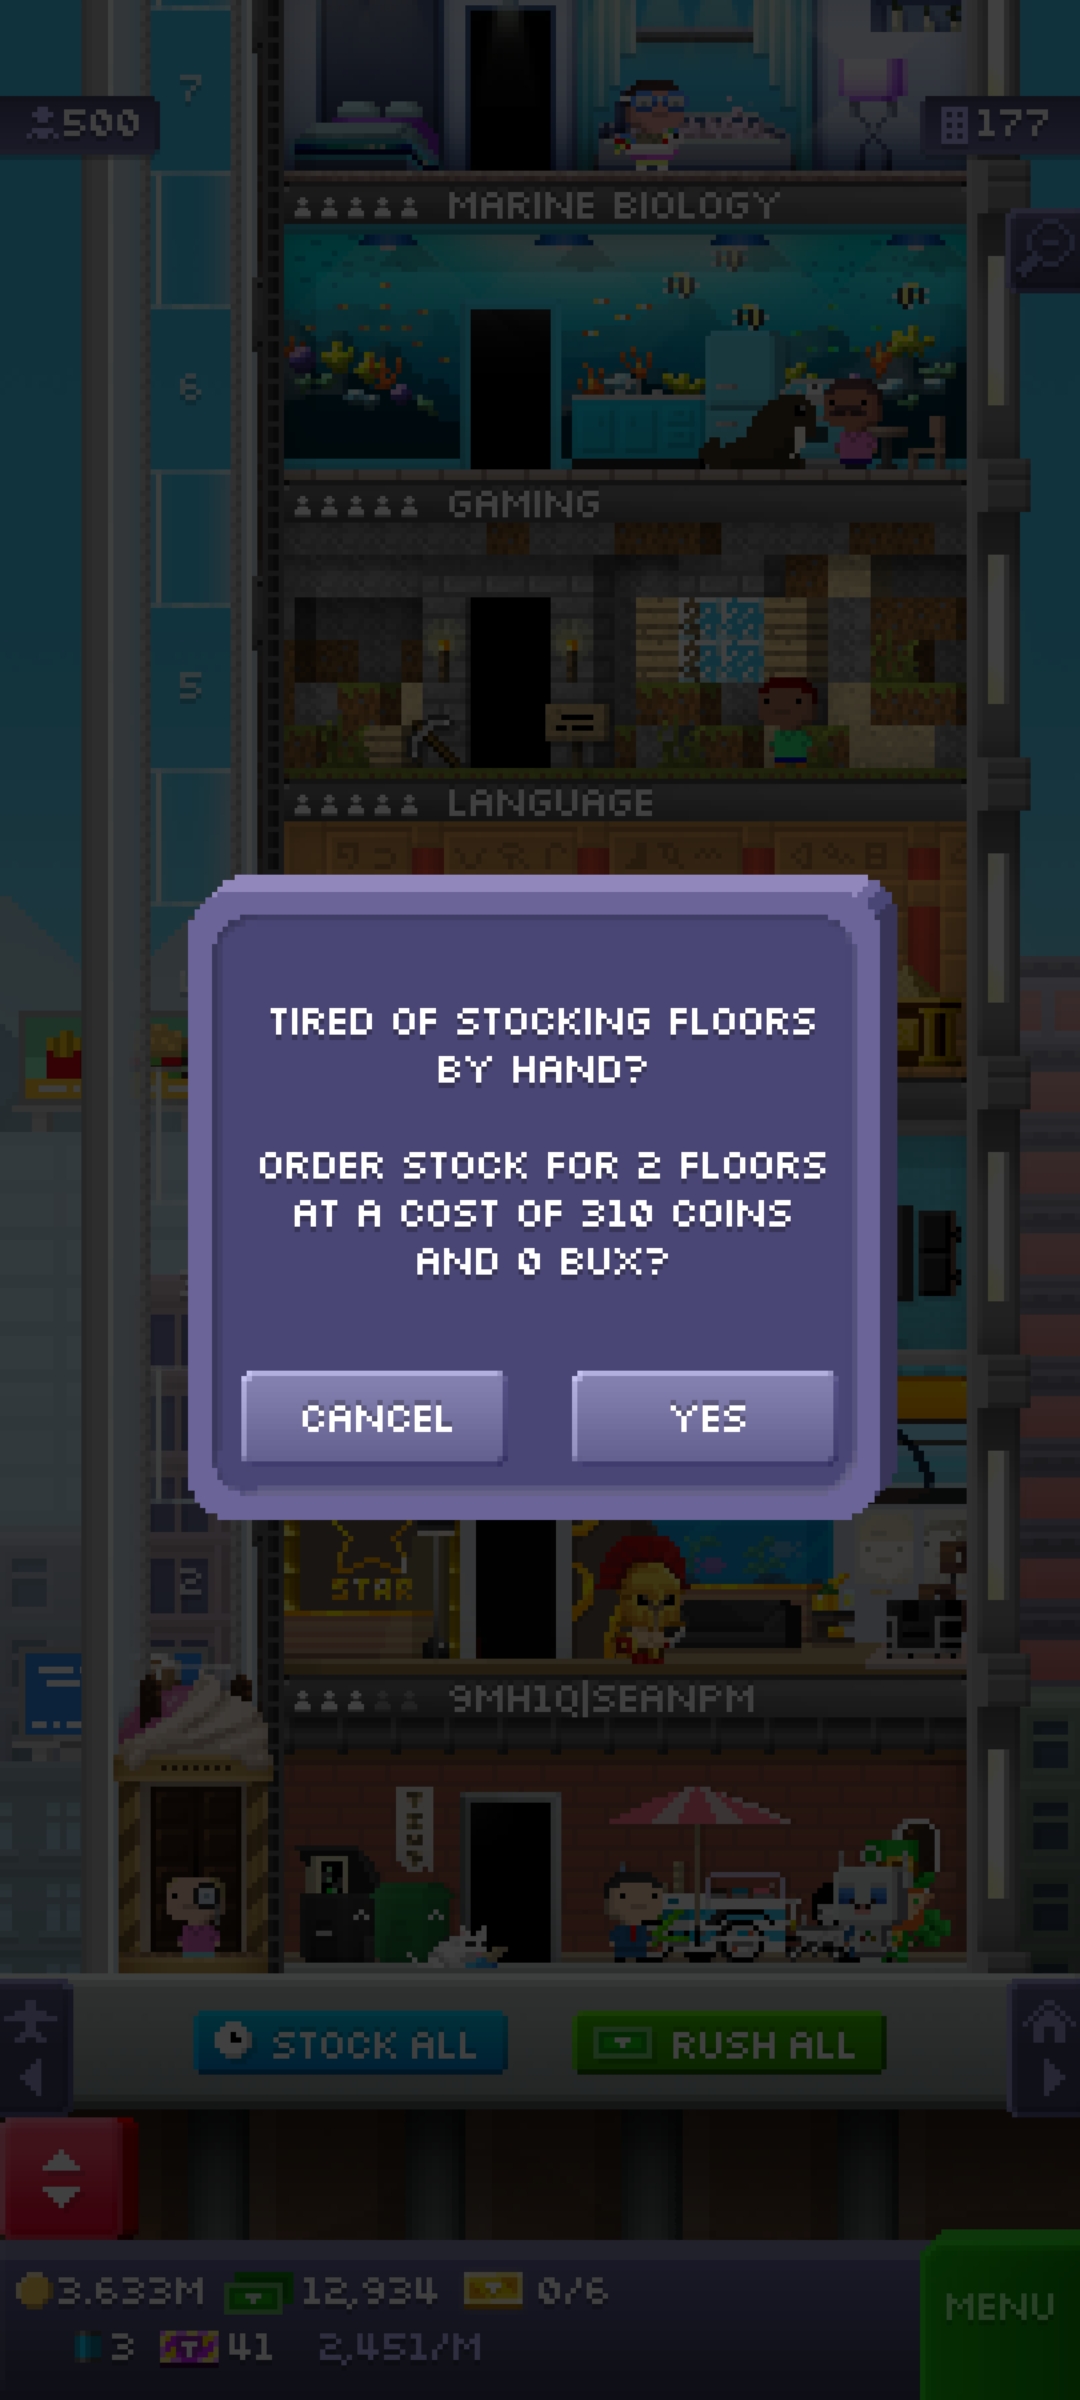 7
500
177
MARINE BIOLOGY
6
GAMING
5
LANGUAGE
TIRED OF STOCKING FLOORS
BY HAND?
ORDER STOCK FOR 2 FLOORS
AT A COST OF 310 COINS
AND 0 BUX?
CANCEL
YES
STAR
2
9MH1Q|SEANPM
STOCK ALL
RUSH ALL
3.633M
12,934
0/6
MENU
3
T
41
2,451/M